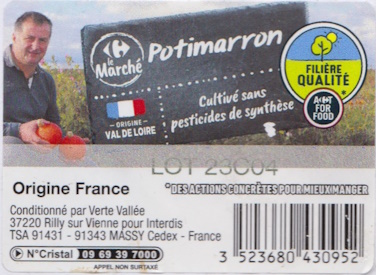 Carrefour
le Marché
Potimarron
FILIÈRE
QUALITÉ*
ACT
FOR
FOOD
ORIGINE
VAL DE LOIRE
Cultivé sans
pesticides de synthèse
LOT 23C04
Origine France
*DES ACTIONS CONCRÈTES POUR MIEUX MANGER
Conditionné par Verte Vallée
37220 Rilly sur Vienne pour Interdis
TSA 91431 - 91343 MASSY Cedex - France
N°Cristal 09 69 39 7000
APPEL NON SURTAXÉ
3 523680 430952